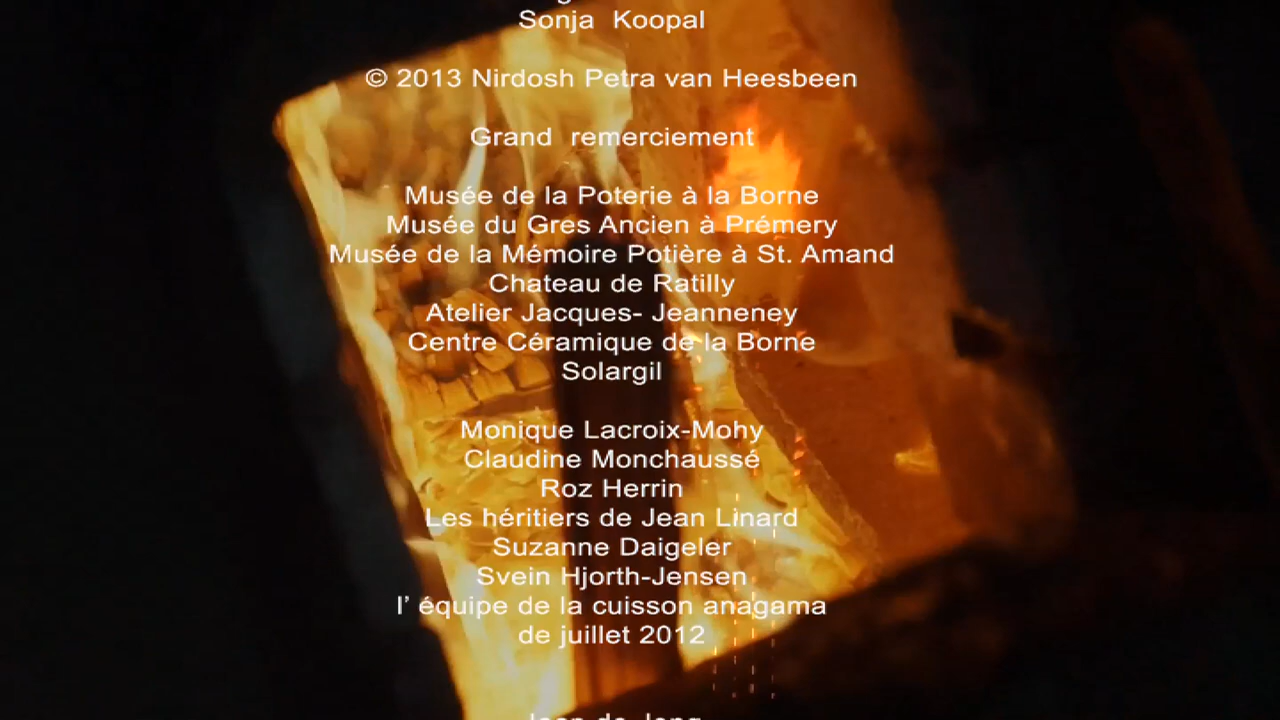 Sonja Koopal
© 2013 Nirdosh Petra van Heesbeen
Grand remerciement
Musée de la Poterie à la Borne
Musée du Gres Ancien à Prémery
Musée de la Mémoire Potière à St. Amand
Chateau de Ratilly
Atelier Jacques- Jeanneney
Centre Céramique de la Borne
Solargil
Monique Lacroix-Mohy
Claudine Monchaussé
Roz Herrin
Les héritiers de Jean Linard
Suzanne Daigeler
Svein Hjorth-Jensen
l’ équipe de la cuisson anagama
de juillet 2012